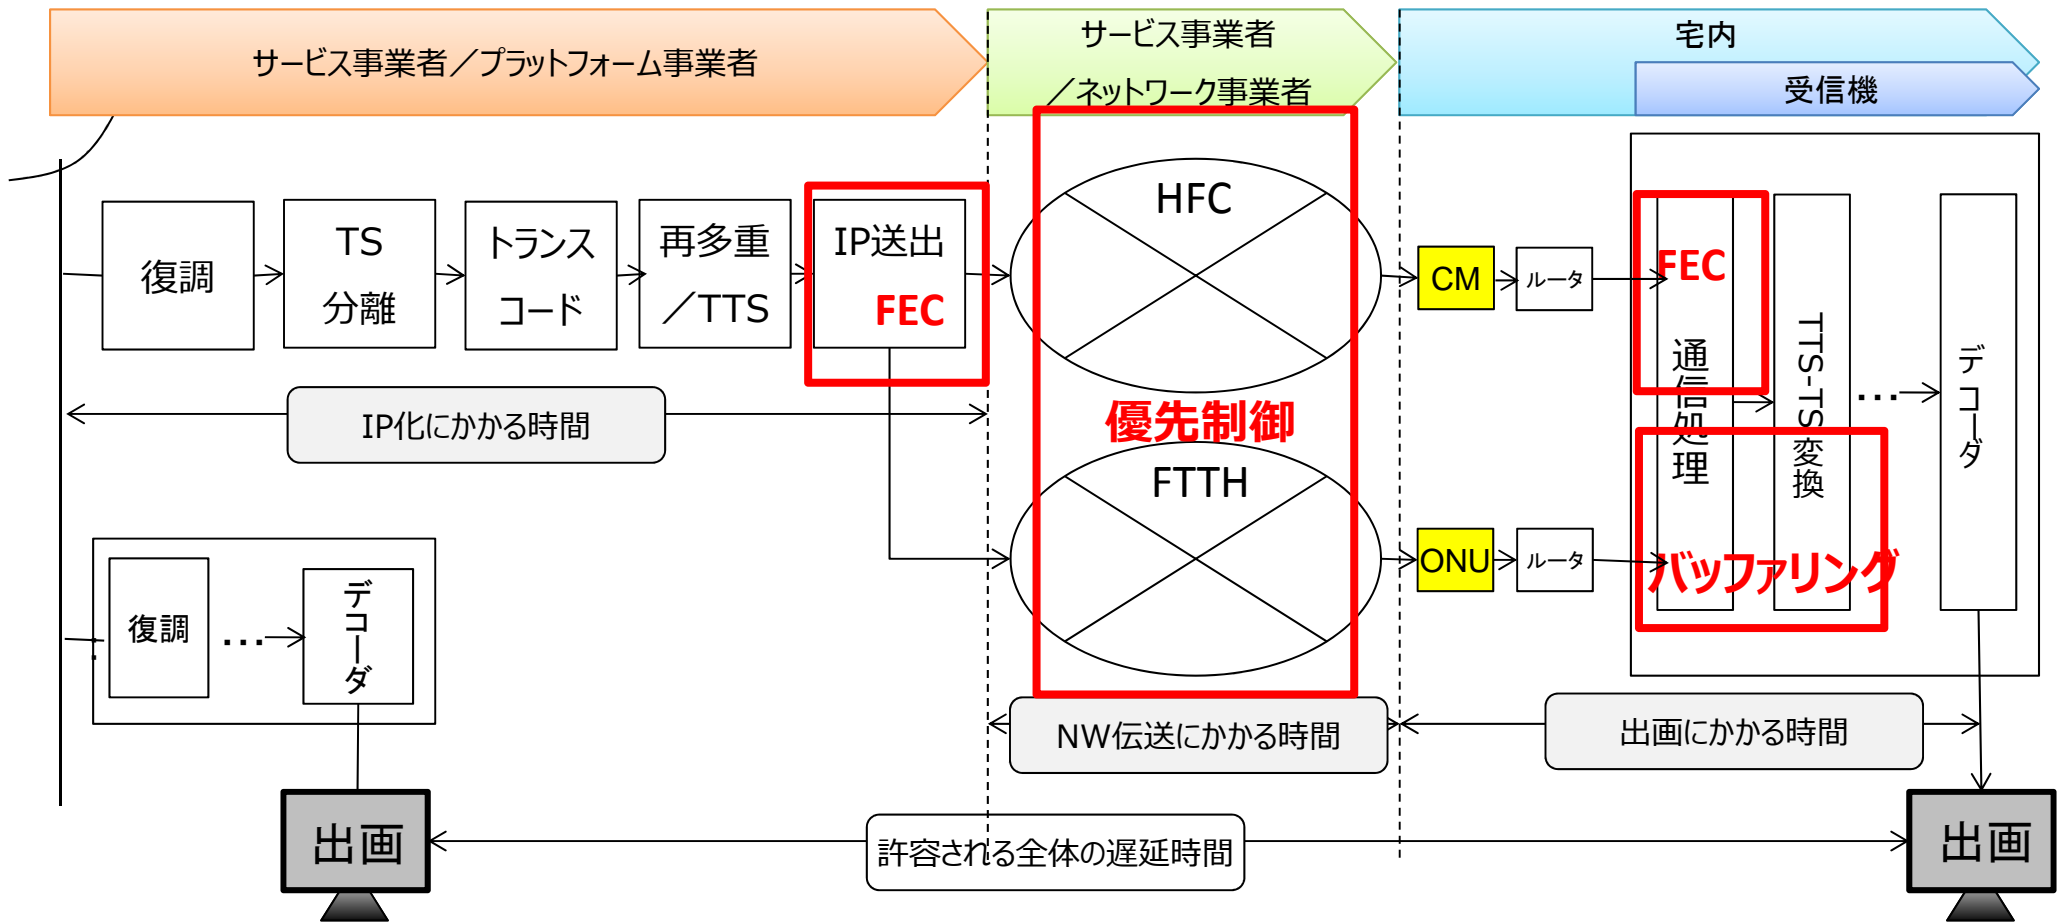 サービス事業者／プラットフォーム事業者
サービス事業者
／ネットワーク事業者
宅内
受信機
復調
TS
分離
トランス
コード
再多重
／TTS
IP送出
FEC
HFC
CM
ルータ
FEC
通信処理
TTS-TS変換
…
デコーダ
IP化にかかる時間
優先制御
FTTH
ONU
ルータ
バッファリング
復調
…
デコーダ
NW伝送にかかる時間
出画にかかる時間
出画
許容される全体の遅延時間
出画